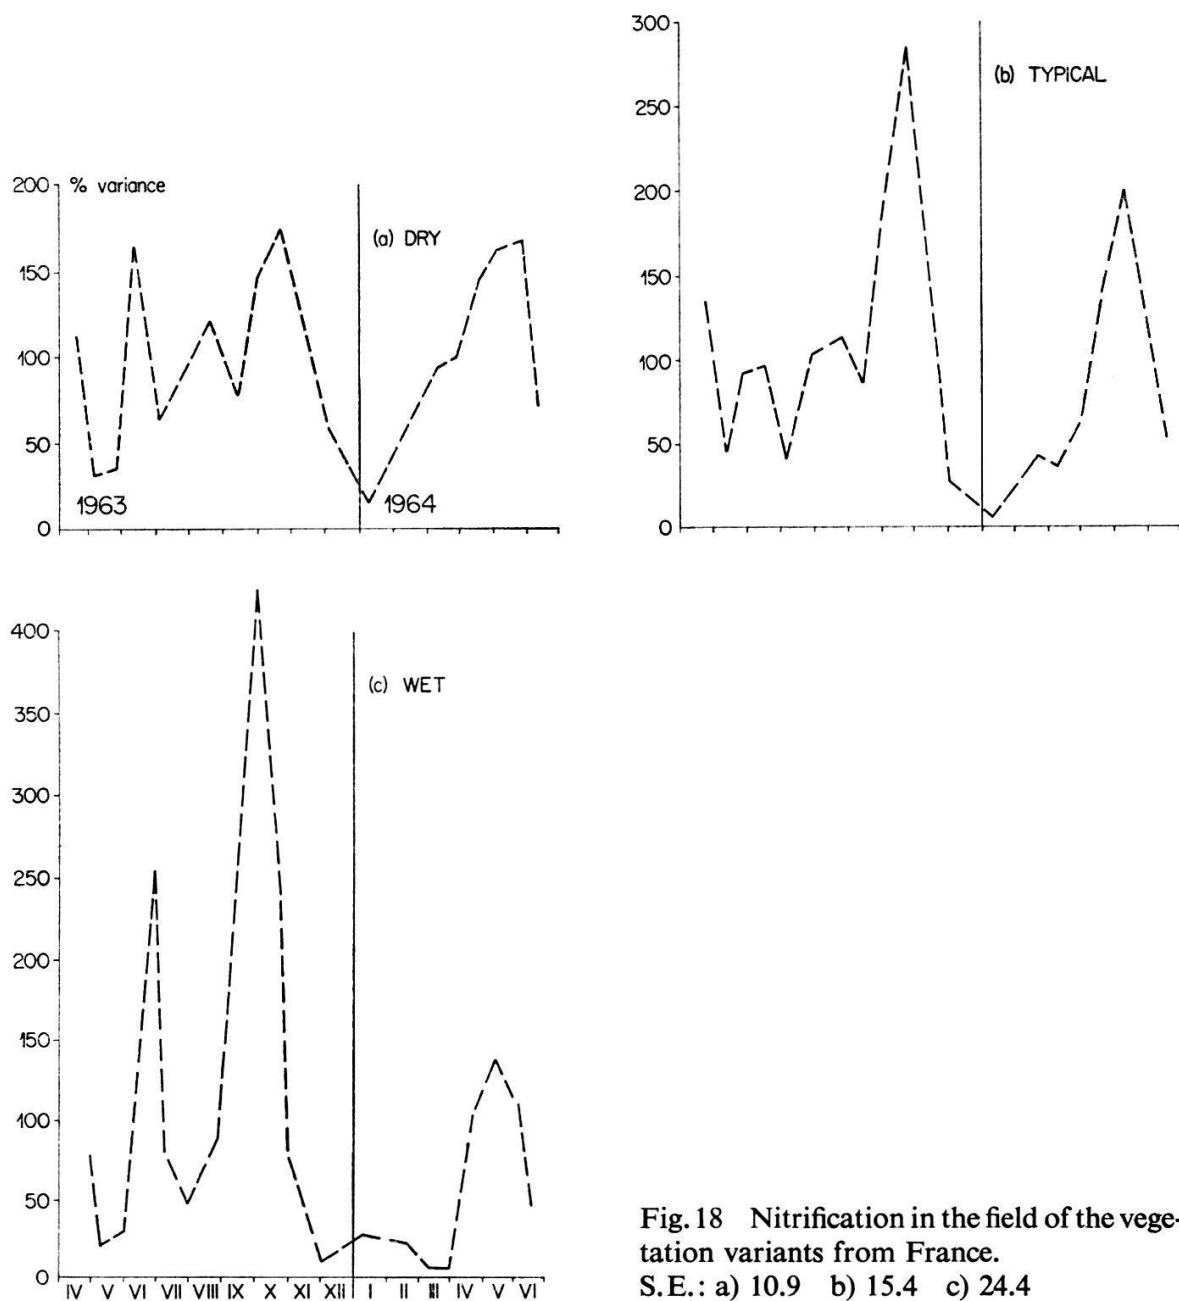 % variance
200
150
100
50
0
(a) DRY
1963
1964
300
250
200
150
100
50
0
(b) TYPICAL
400
350
300
250
200
150
100
50
0
(c) WET
IV V VI VII VIII IX X XI XII I II III IV V VI
Fig. 18 Nitrification in the field of the vege-
tation variants from France.
S.E.: a) 10.9 b) 15.4 c) 24.4